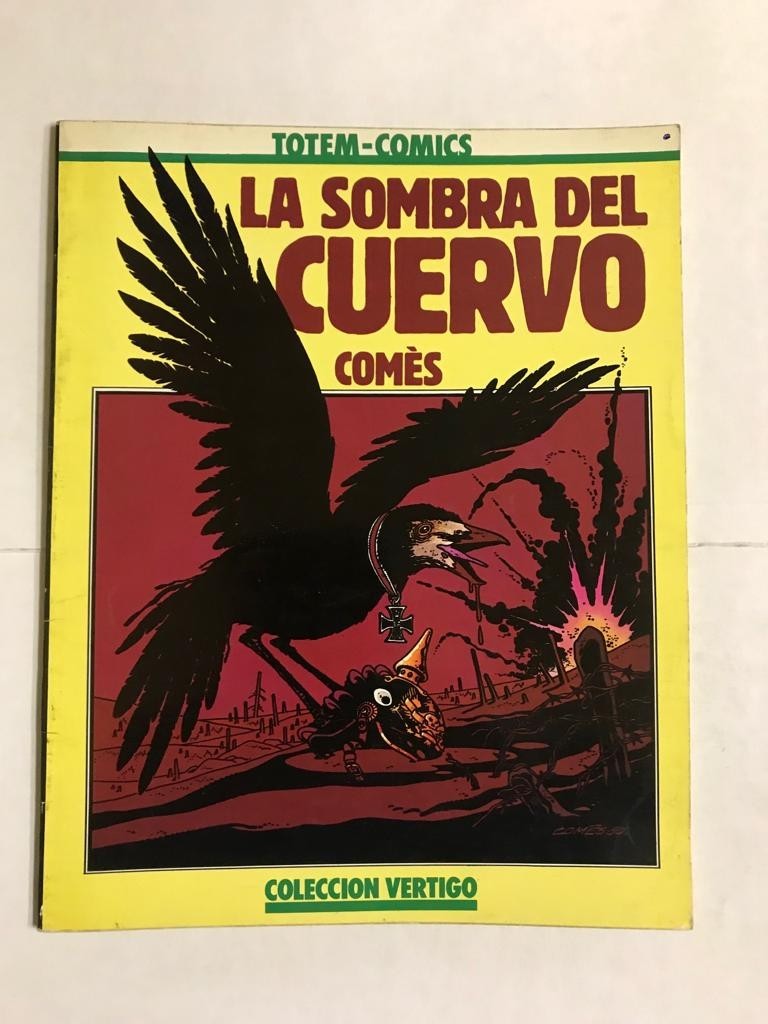 TOTEM-COMICS
LA SOMBRA DEL
CUERVO
COMÈS
COLECCION VERTIGO